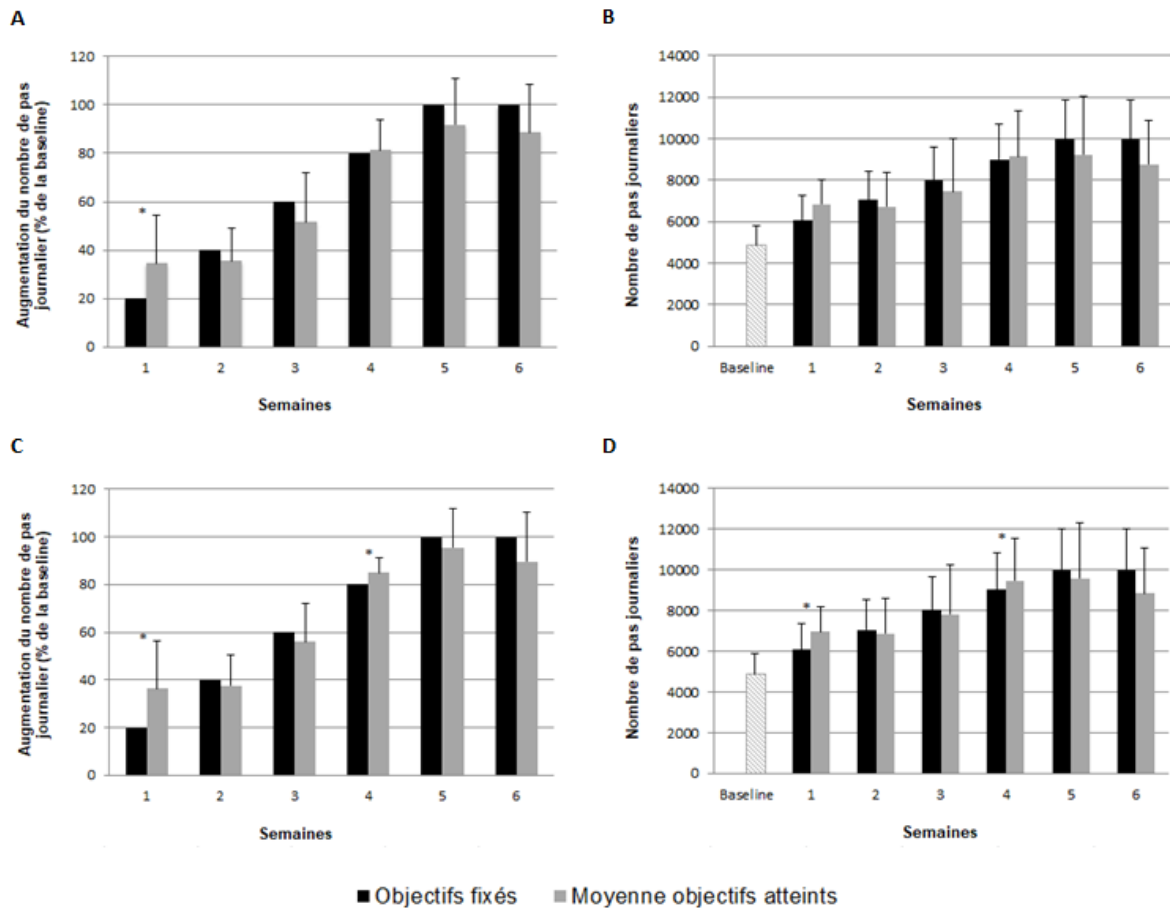 A
Augmentation du nombre de pas
journalier (% de la baseline)
120
100
80
60
40
20
0
*
1 2 3 4 5 6
Semaines
B
Nombre de pas journaliers
14000
12000
10000
8000
6000
4000
2000
0
Baseline 1 2 3 4 5 6
Semaines
C
Augmentation du nombre de pas
journalier (% de la baseline)
120
100
80
60
40
20
0
*
*
1 2 3 4 5 6
Semaines
D
Nombre de pas journaliers
14000
12000
10000
8000
6000
4000
2000
0
*
*
Baseline 1 2 3 4 5 6
Semaines
Objectifs fixés Moyenne objectifs atteints